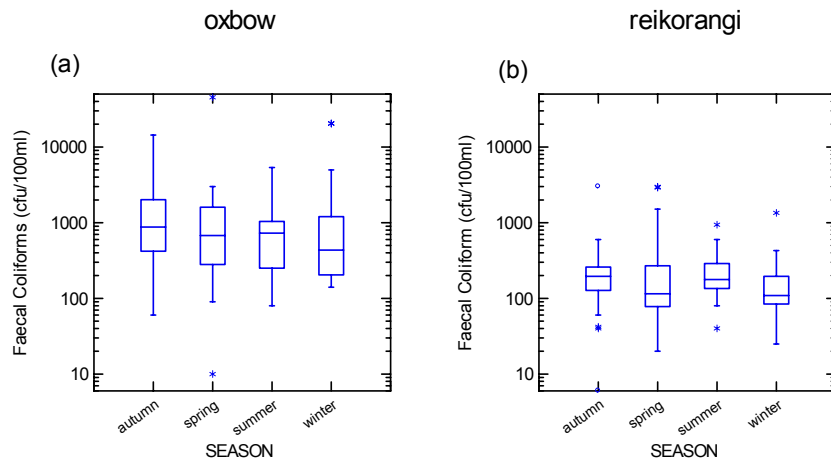 oxbow
(a)
Faecal Coliforms (cfu/100ml)
10000
1000
100
10
autumn
spring
summer
winter
SEASON
reikorangi
(b)
Faecal Coliform (cfu/100ml)
10000
1000
100
10
autumn
spring
summer
winter
SEASON